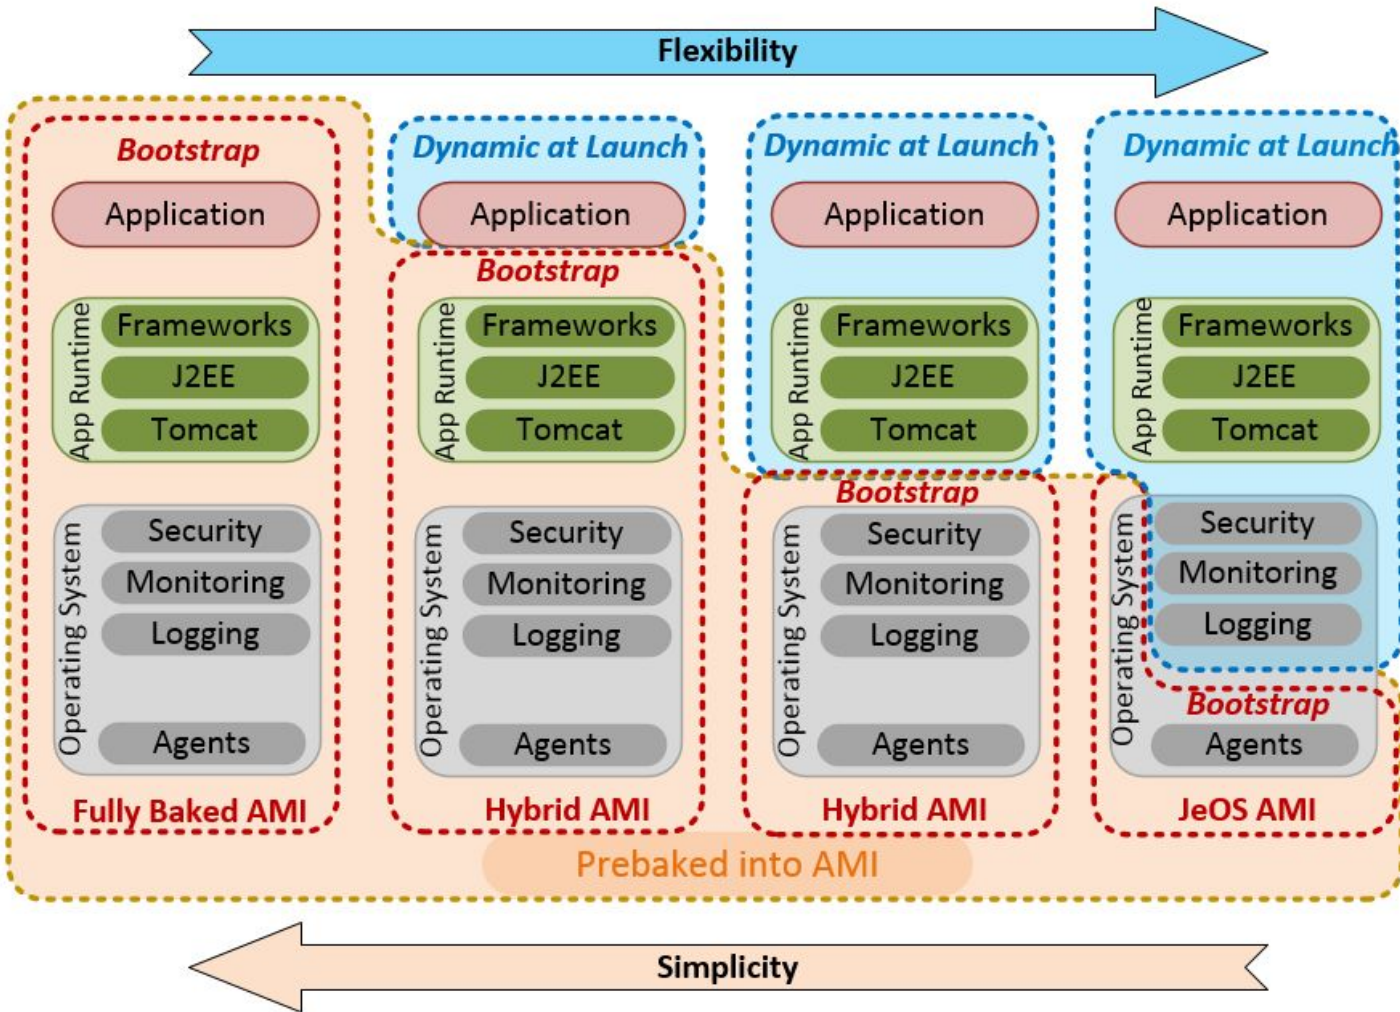 Flexibility
Bootstrap
Application
App Runtime
Frameworks
J2EE
Tomcat
Operating System
Security
Monitoring
Logging
Agents
Fully Baked AMI
Dynamic at Launch
Application
Bootstrap
App Runtime
Frameworks
J2EE
Tomcat
Operating System
Security
Monitoring
Logging
Agents
Hybrid AMI
Dynamic at Launch
Application
App Runtime
Frameworks
J2EE
Tomcat
Bootstrap
Operating System
Security
Monitoring
Logging
Agents
Hybrid AMI
Dynamic at Launch
Application
App Runtime
Frameworks
J2EE
Tomcat
Operating System
Security
Monitoring
Logging
Bootstrap
Agents
JeOS AMI
Prebaked into AMI
Simplicity